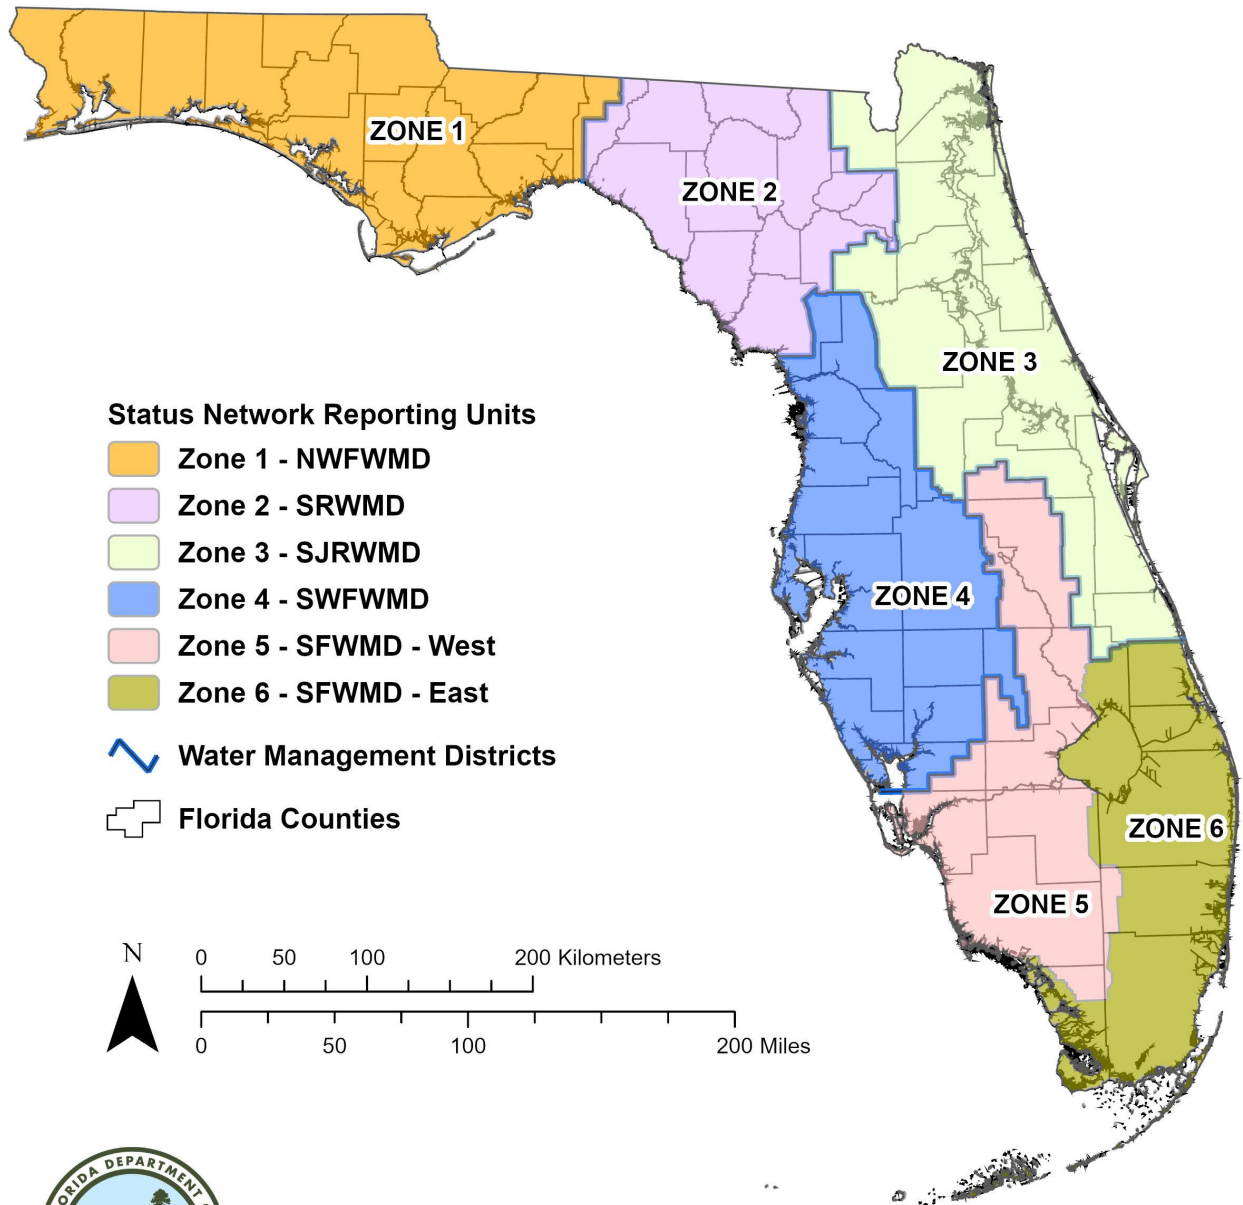 ZONE 1
ZONE 2
ZONE 3
Status Network Reporting Units
Zone 1 - NWFWMD
Zone 2 - SRWMD
Zone 3 - SJRWMD
Zone 4 - SWFWMD
Zone 5 - SFWMD - West
Zone 6 - SFWMD - East
Water Management Districts
Florida Counties
ZONE 4
ZONE 6
ZONE 5
N
0 50 100 200 Kilometers
0 50 100 200 Miles
DEPARTMENT